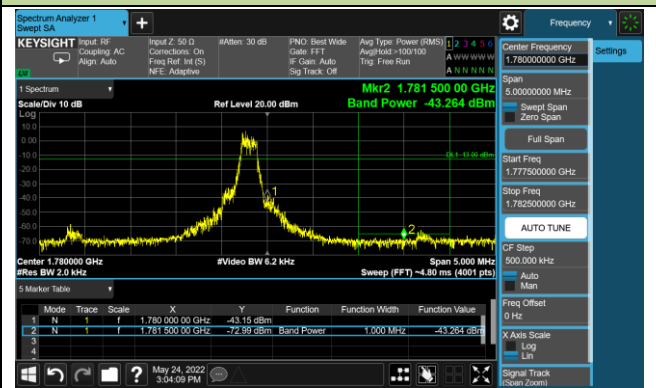 Spectrum Analyzer 1
Swept SA
Frequency
KEYSIGHT
Input: RF
Coupling: AC
Align: Auto
Input Z: 50 Ω
Corrections: On
Freq Ref: Int (S)
NFE: Adaptive
#Atten: 30 dB
PNO: Best Wide
Gate: FFT
IF Gain: Auto
Sig Track: Off
Avg Type: Power (RMS)
Avg|Hold >100/100
Trig: Free Run
1 2 3 4 5 6
A W W W W W
A N N N N N
LW
1 Spectrum
Scale/Div 10 dB
Ref Level 20.00 dBm
Mkr2 1.781 500 00 GHz
Band Power -43.264 dBm
Log
10.0
0.00
-10.0
-20.0
-30.0
-40.0
-50.0
-60.0
-70.0
DL1 -13.00 dBm
1
2
Center 1.780000 GHz
#Video BW 6.2 kHz
Span 5.000 MHz
#Res BW 2.0 kHz
Sweep (FFT) ~4.80 ms (4001 pts)
5 Marker Table
Mode Trace Scale X Y Function Function Width Function Value
1 N 1 f 1.780 000 00 GHz -43.15 dBm
2 N 1 f 1.781 500 00 GHz -72.99 dBm Band Power 1.000 MHz -43.264 dBm
3
4
May 24, 2022
3:04:09 PM
Center Frequency
1.780000000 GHz
Settings
Span
5.00000000 MHz
Swept Span
Zero Span
Full Span
Start Freq
1.777500000 GHz
Stop Freq
1.782500000 GHz
AUTO TUNE
CF Step
500.000 kHz
Auto
Man
Freq Offset
0 Hz
X Axis Scale
Log
Lin
Signal Track
(Span Zoom)